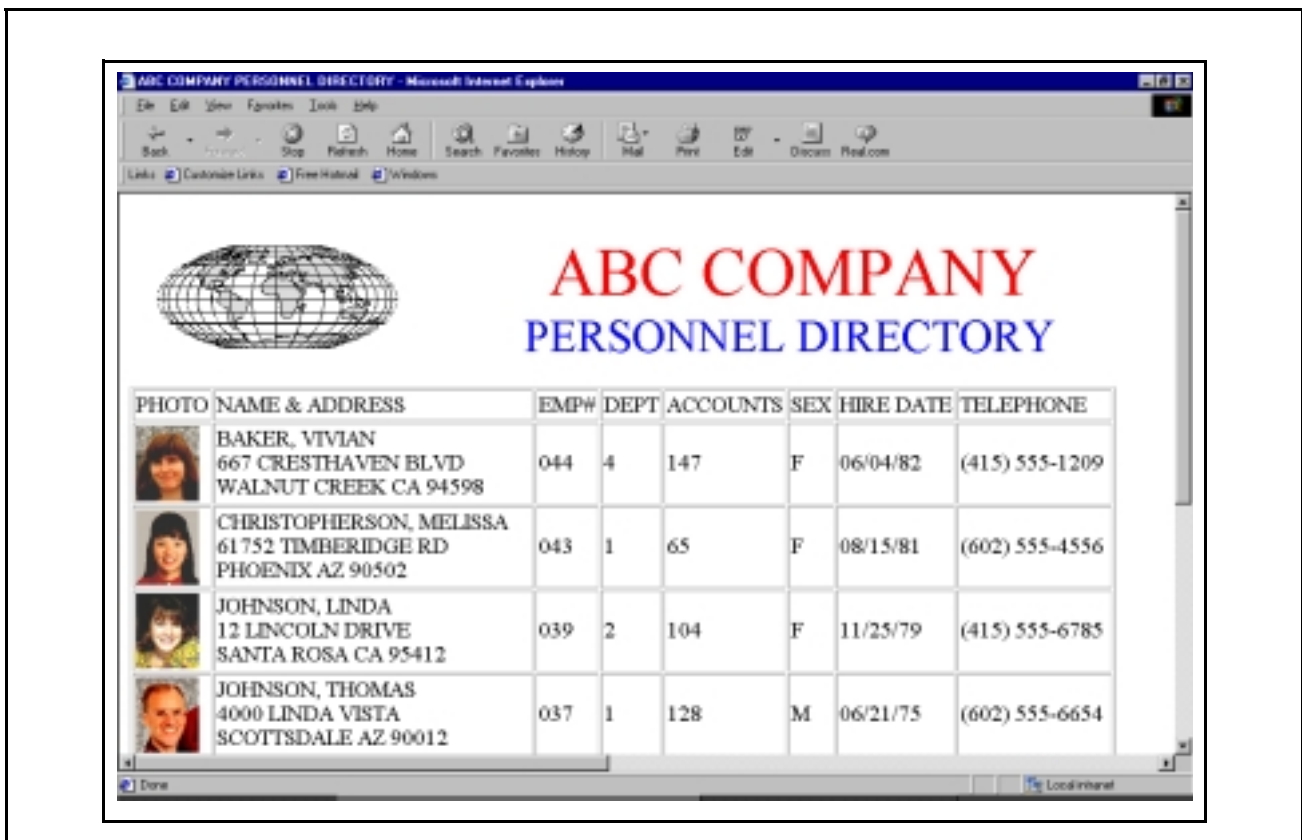 ABC COMPANY PERSONNEL DIRECTORY - Microsoft Internet Explorer
File Edit View Favorites Tools Help
Back Stop Refresh Home Search Favorites History Mail Print Edit Discuss Real.com
Links Customize Links Free Hotmail Windows
ABC COMPANY
PERSONNEL DIRECTORY
PHOTO NAME & ADDRESS EMP# DEPT ACCOUNTS SEX HIRE DATE TELEPHONE
BAKER, VIVIAN
667 CRESTHAVEN BLVD 044 4 147 F 06/04/82 (415) 555-1209
WALNUT CREEK CA 94598
CHRISTOPHERSON, MELISSA
61752 TIMBERIDGE RD 043 1 65 F 08/15/81 (602) 555-4556
PHOENIX AZ 90502
JOHNSON, LINDA
12 LINCOLN DRIVE 039 2 104 F 11/25/79 (415) 555-6785
SANTA ROSA CA 95412
JOHNSON, THOMAS
4000 LINDA VISTA 037 1 128 M 06/21/75 (602) 555-6654
SCOTTSDALE AZ 90012
Done Local intranet